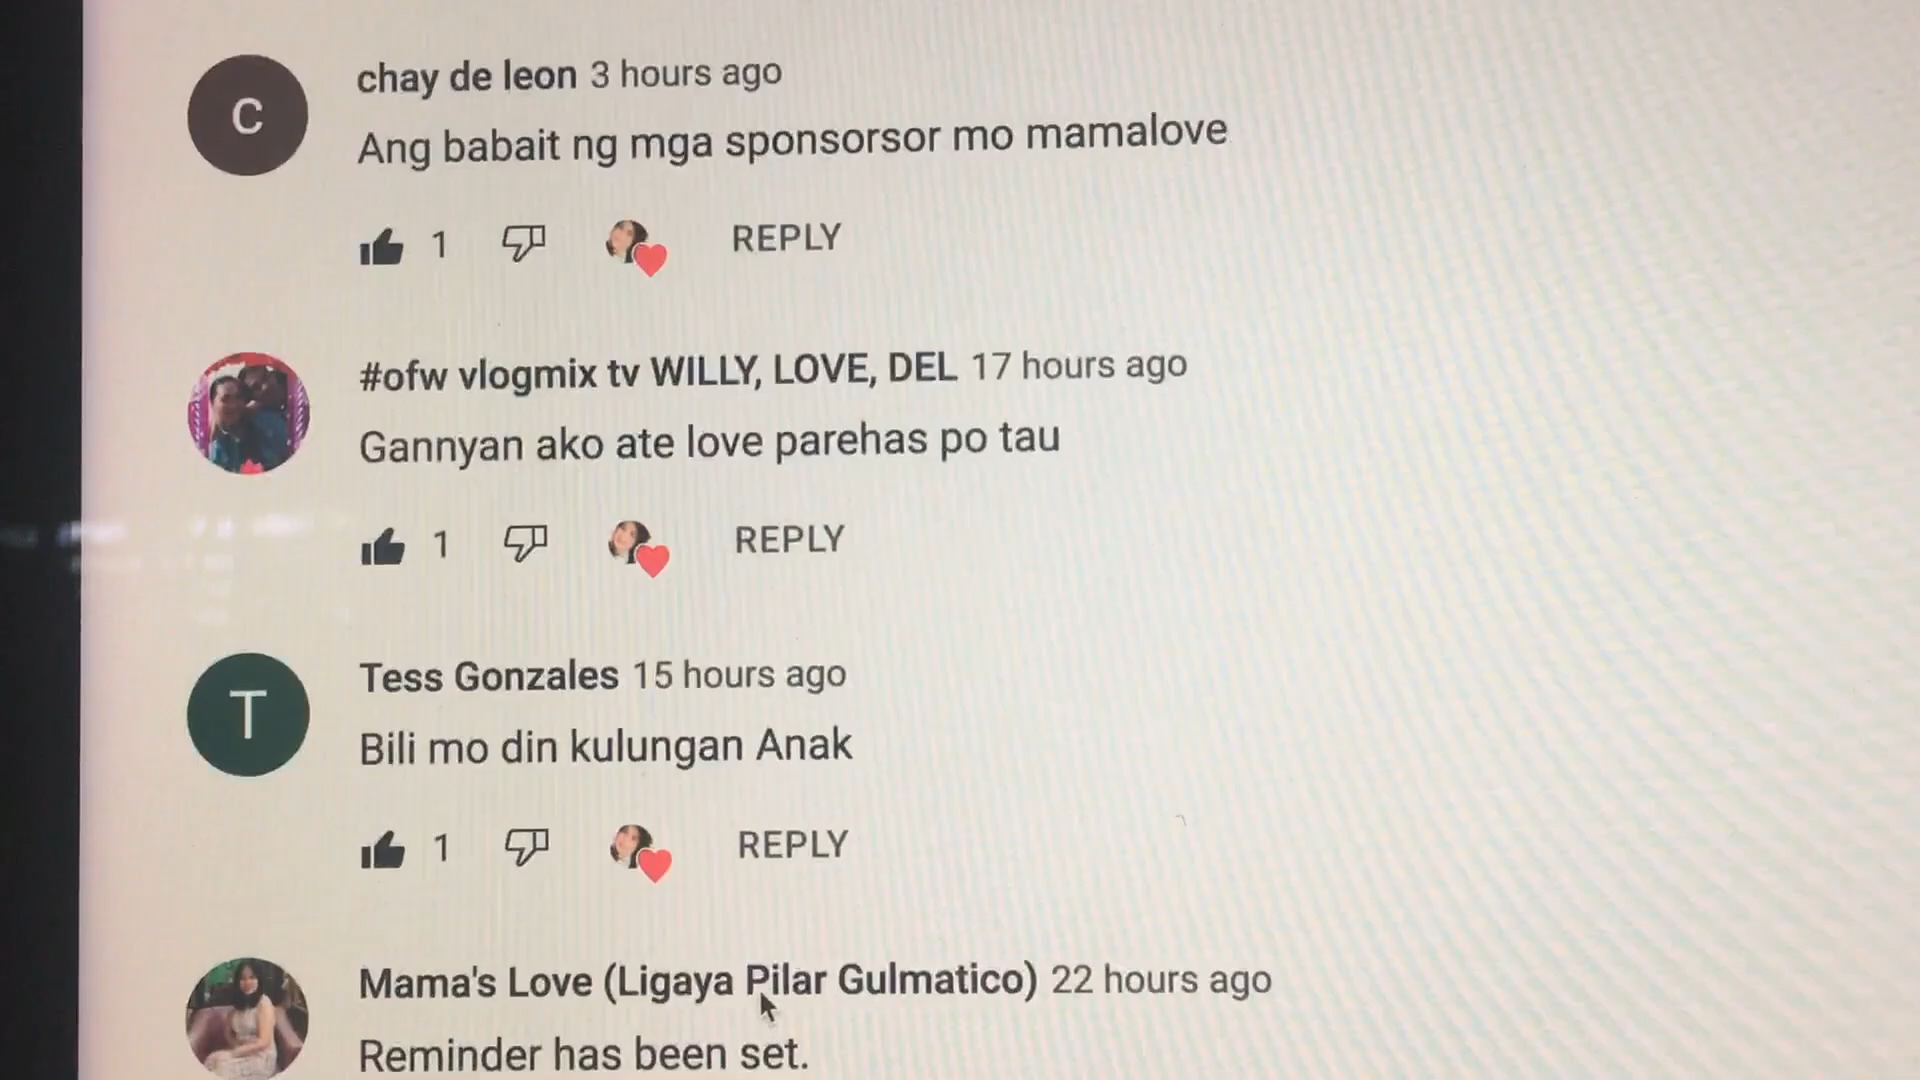 C
chay de leon 3 hours ago
Ang babait ng mga sponsorsor mo mamalove
1 REPLY
#ofw vlogmix tv WILLY, LOVE, DEL 17 hours ago
Gannyan ako ate love parehas po tau
1 REPLY
T
Tess Gonzales 15 hours ago
Bili mo din kulungan Anak
1 REPLY
Mama's Love (Ligaya Pilar Gulmatico) 22 hours ago
Reminder has been set.